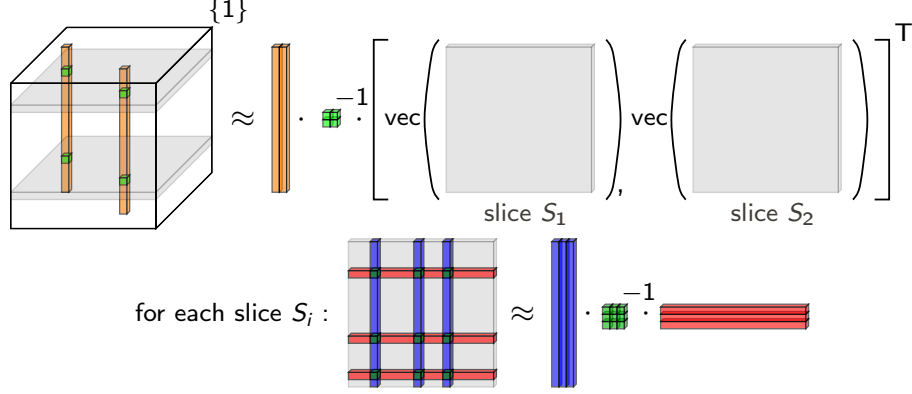 {1}
≈ · −1 · [ vec ( ) , vec ( ) ] T
slice S₁ slice S₂
for each slice Sᵢ : ≈ · −1 ·